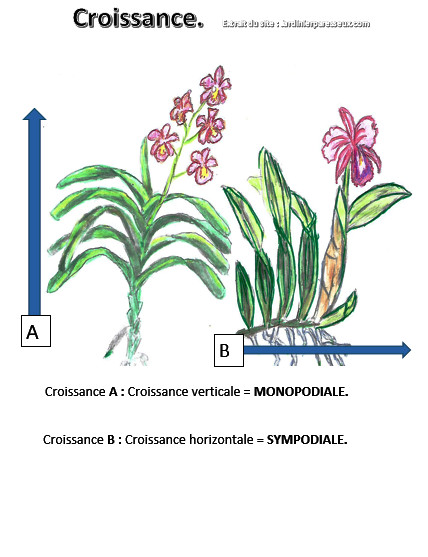 Croissance.
Extrait du site : Jardinierparesseux.com
A
B
Croissance A : Croissance verticale = MONOPODIALE.
Croissance B : Croissance horizontale = SYMPODIALE.